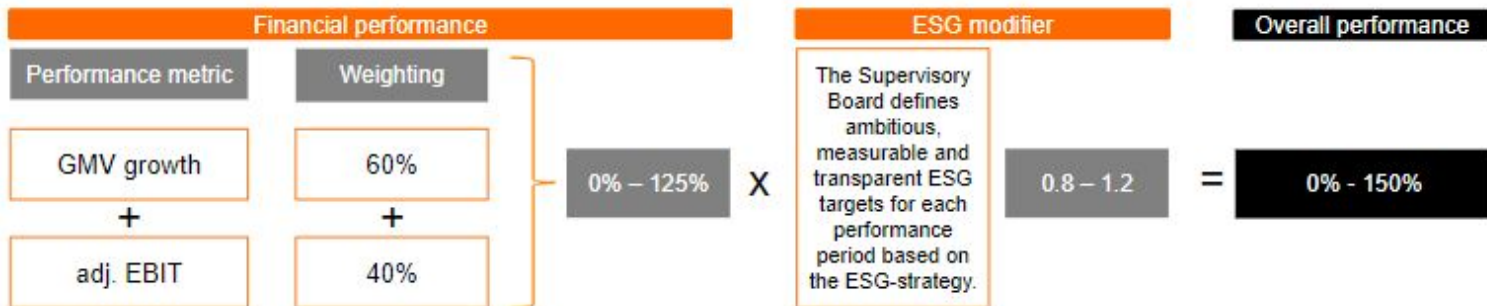 Financial performance
ESG modifier
Overall performance
Performance metric
Weighting
GMV growth
60%
+
+
adj. EBIT
40%
0% – 125%
X
The Supervisory
Board defines
ambitious,
measurable and
transparent ESG
targets for each
performance
period based on
the ESG-strategy.
0.8 – 1.2
=
0% - 150%